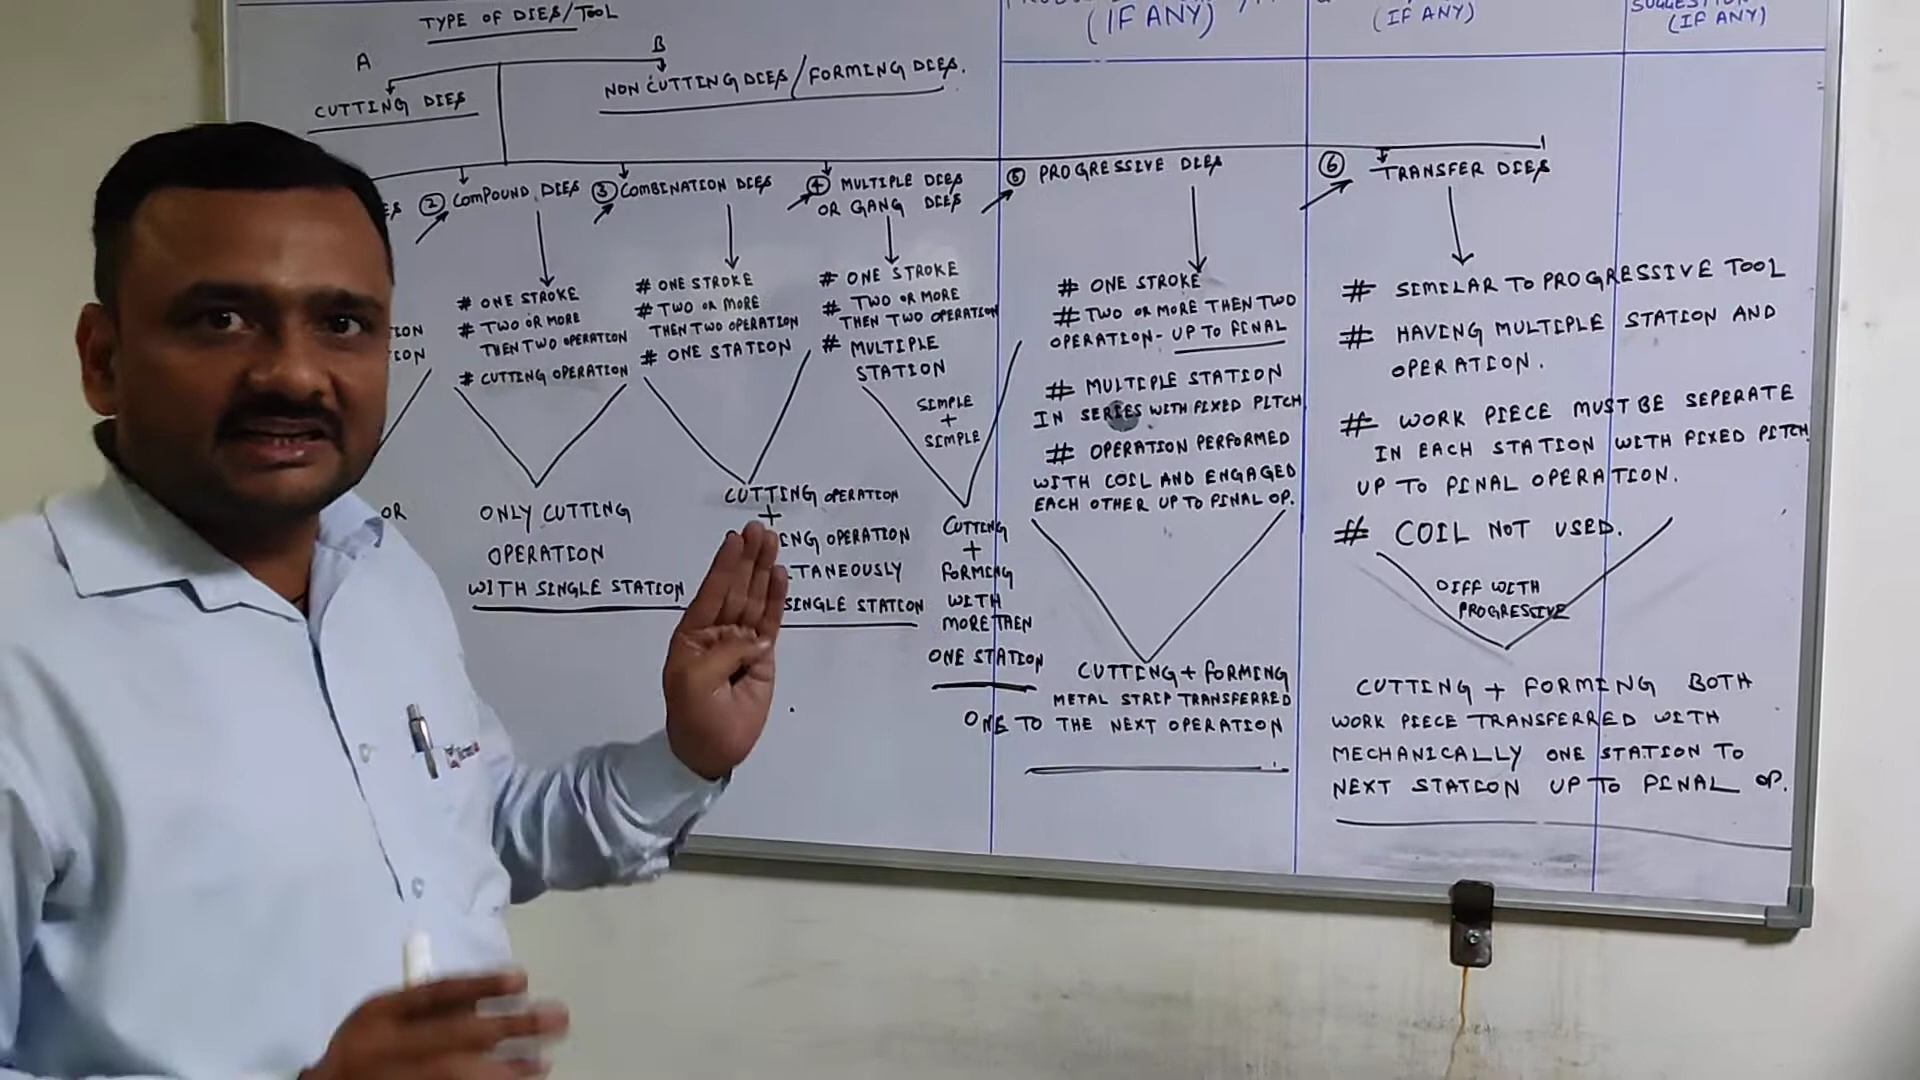 TYPE OF DIES/TOOL
A
B
CUTTING DIES
NON CUTTING DIES/FORMING DIES.
(IF ANY)
(IF ANY)
SUGGESTION
(IF ANY)
② COMPOUND DIES
# ONE STROKE
# TWO OR MORE
THEN TWO OPERATION
# CUTTING OPERATION
OR
ONLY CUTTING
OPERATION
WITH SINGLE STATION
③ COMBINATION DIES
# ONE STROKE
# TWO OR MORE
THEN TWO OPERATION
# ONE STATION
CUTTING OPERATION
+
OPERATION
SINGLE STATION
④ MULTIPLE DIES
OR GANG DIES
# ONE STROKE
# TWO OR MORE
THEN TWO OPERATION
# MULTIPLE
STATION
SIMPLE
+
SIMPLE
CUTTING
+
FORMING
WITH
MORE THEN
ONE STATION
⑤ PROGRESSIVE DIES
# ONE STROKE
# TWO OR MORE THEN TWO
OPERATION- UP TO FINAL
# MULTIPLE STATION
IN SERIES WITH FIXED PITCH
# OPERATION PERFORMED
WITH COIL AND ENGAGED
EACH OTHER UP TO FINAL OP.
CUTTING + FORMING
METAL STRIP TRANSFERRED
ONE TO THE NEXT OPERATION
⑥ TRANSFER DIES
# SIMILAR TO PROGRESSIVE TOOL
# HAVING MULTIPLE STATION AND
OPERATION.
# WORK PIECE MUST BE SEPERATE
IN EACH STATION WITH FIXED PITCH
UP TO FINAL OPERATION.
# COIL NOT USED.
DIFF WITH
PROGRESSIVE
CUTTING + FORMING BOTH
WORK PIECE TRANSFERRED WITH
MECHANICALLY ONE STATION TO
NEXT STATION UP TO FINAL OP.